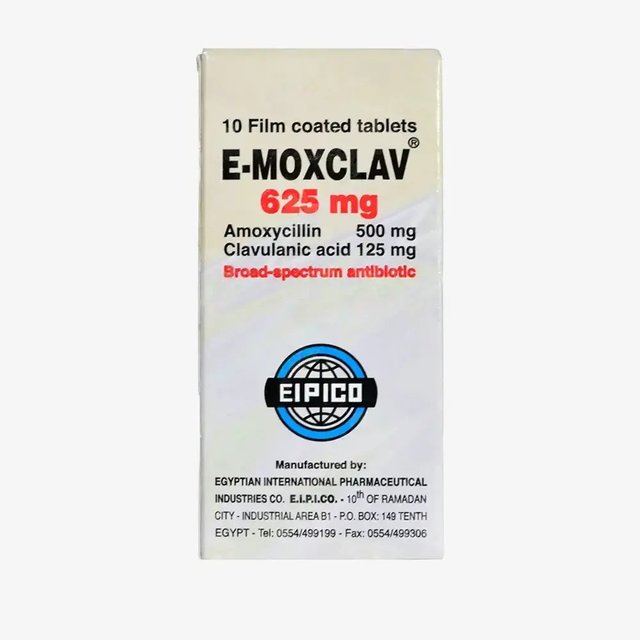 10 Film coated tablets
E-MOXCLAV®
625 mg
Amoxycillin 500 mg
Clavulanic acid 125 mg
Broad-spectrum antibiotic
EIPICO
Manufactured by:
EGYPTIAN INTERNATIONAL PHARMACEUTICAL
INDUSTRIES CO. E.I.P.I.CO. - 10th OF RAMADAN
CITY - INDUSTRIAL AREA B1 - P.O. BOX: 149 TENTH
EGYPT - Tel: 0554/499199 - Fax: 0554/499306